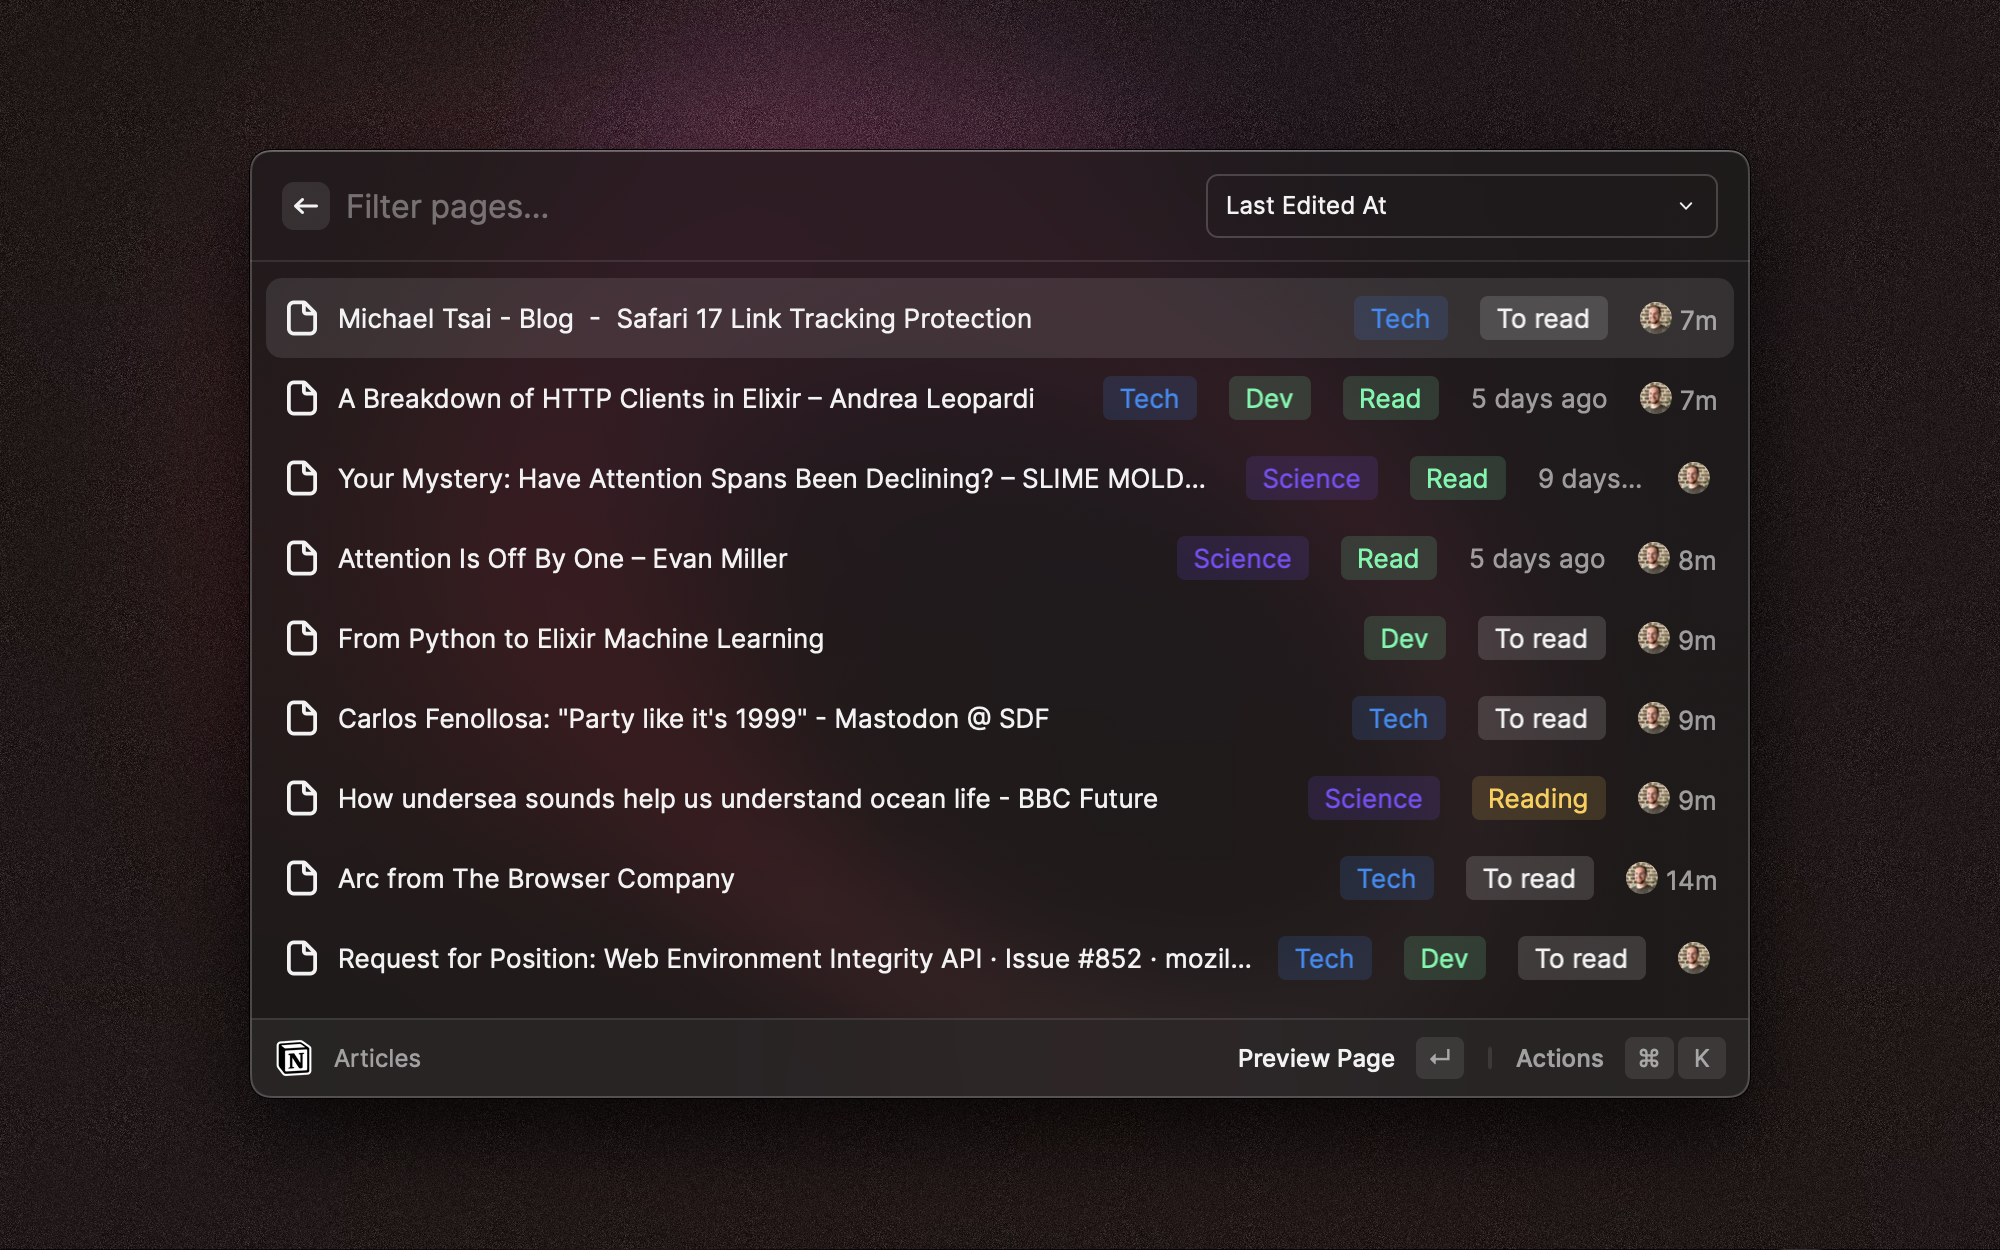 Filter pages... Last Edited At
Michael Tsai - Blog - Safari 17 Link Tracking Protection Tech To read 7m
A Breakdown of HTTP Clients in Elixir – Andrea Leopardi Tech Dev Read 5 days ago 7m
Your Mystery: Have Attention Spans Been Declining? – SLIME MOLD... Science Read 9 days...
Attention Is Off By One – Evan Miller Science Read 5 days ago 8m
From Python to Elixir Machine Learning Dev To read 9m
Carlos Fenollosa: "Party like it's 1999" - Mastodon @ SDF Tech To read 9m
How undersea sounds help us understand ocean life - BBC Future Science Reading 9m
Arc from The Browser Company Tech To read 14m
Request for Position: Web Environment Integrity API · Issue #852 · mozil... Tech Dev To read
N Articles Preview Page ↵ Actions ⌘ K